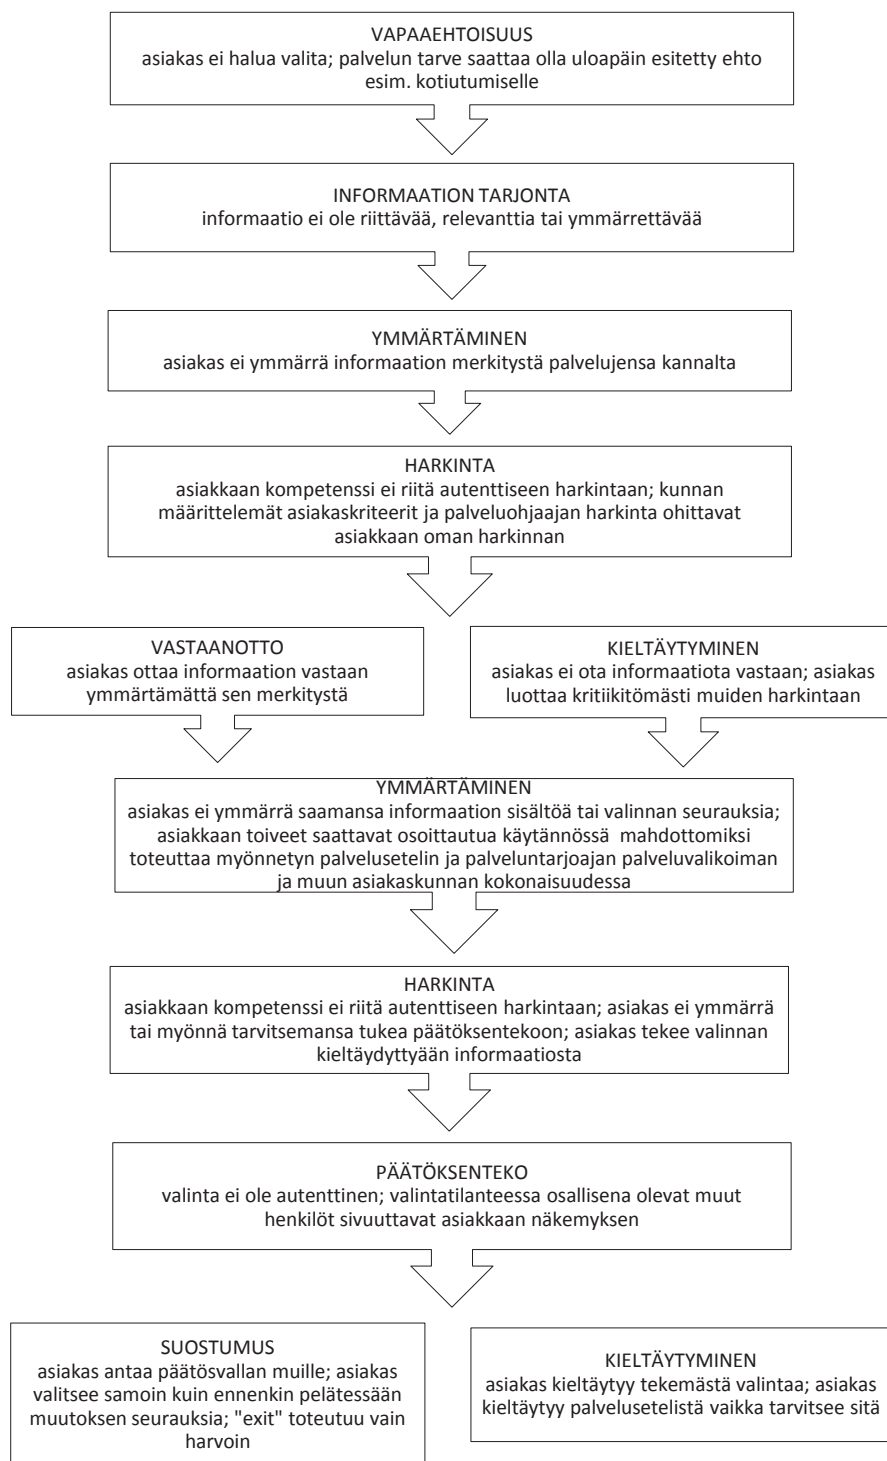 VAPAAEHTOISUUS
asiakas ei halua valita; palvelun tarve saattaa olla uloapäin esitetty ehto
esim. kotiutumiselle
INFORMAATION TARJONTA
informaatio ei ole riittävää, relevanttia tai ymmärrettävää
YMMÄRTÄMINEN
asiakas ei ymmärrä informaation merkitystä palvelujensa kannalta
HARKINTA
asiakkaan kompetenssi ei riitä autenttiseen harkintaan; kunnan
määrittelemät asiakaskriteerit ja palveluohjaajan harkinta ohittavat
asiakkaan oman harkinnan
VASTAANOTTO
asiakas ottaa informaation vastaan
ymmärtämättä sen merkitystä
KIELTÄYTYMINEN
asiakas ei ota informaatiota vastaan; asiakas
luottaa kritiikitömästi muiden harkintaan
YMMÄRTÄMINEN
asiakas ei ymmärrä saamansa informaation sisältöä tai valinnan seurauksia;
asiakkaan toiveet saattavat osoittautua käytännössä mahdottomiksi
toteuttaa myönnetyn palvelusetelin ja palveluntarjoajan palveluvalikoiman
ja muun asiakaskunnan kokonaisuudessa
HARKINTA
asiakkaan kompetenssi ei riitä autenttiseen harkintaan; asiakas ei ymmärrä
tai myönnä tarvitsemansa tukea päätöksentekoon; asiakas tekee valinnan
kieltäydyttyään informaatiosta
PÄÄTÖKSENTEKO
valinta ei ole autenttinen; valintatilanteessa osallisena olevat muut
henkilöt sivuuttavat asiakkaan näkemyksen
SUOSTUMUS
asiakas antaa päätösvallan muille; asiakas
valitsee samoin kuin ennenkin pelätessään
muutoksen seurauksia; "exit" toteutuu vain
harvoin
KIELTÄYTYMINEN
asiakas kieltäytyy tekemästä valintaa; asiakas
kieltäytyy palvelusetelistä vaikka tarvitsee sitä